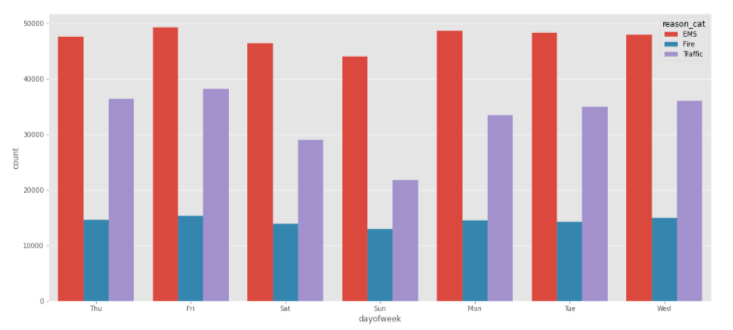 50000
40000
30000
20000
10000
0
count
reason_cat
EMS
Fire
Traffic
Thu Fri Sat Sun Mon Tue Wed
dayofweek